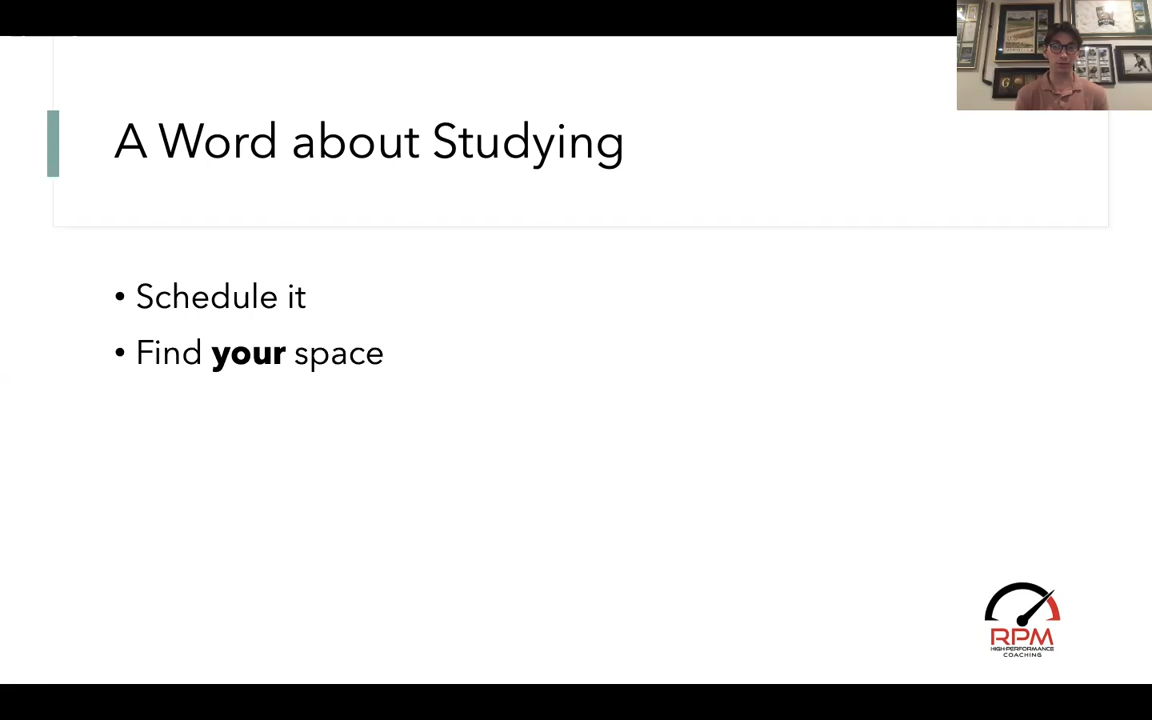 A Word about Studying
• Schedule it
• Find your space
RPM
HIGH-PERFORMANCE
COACHING